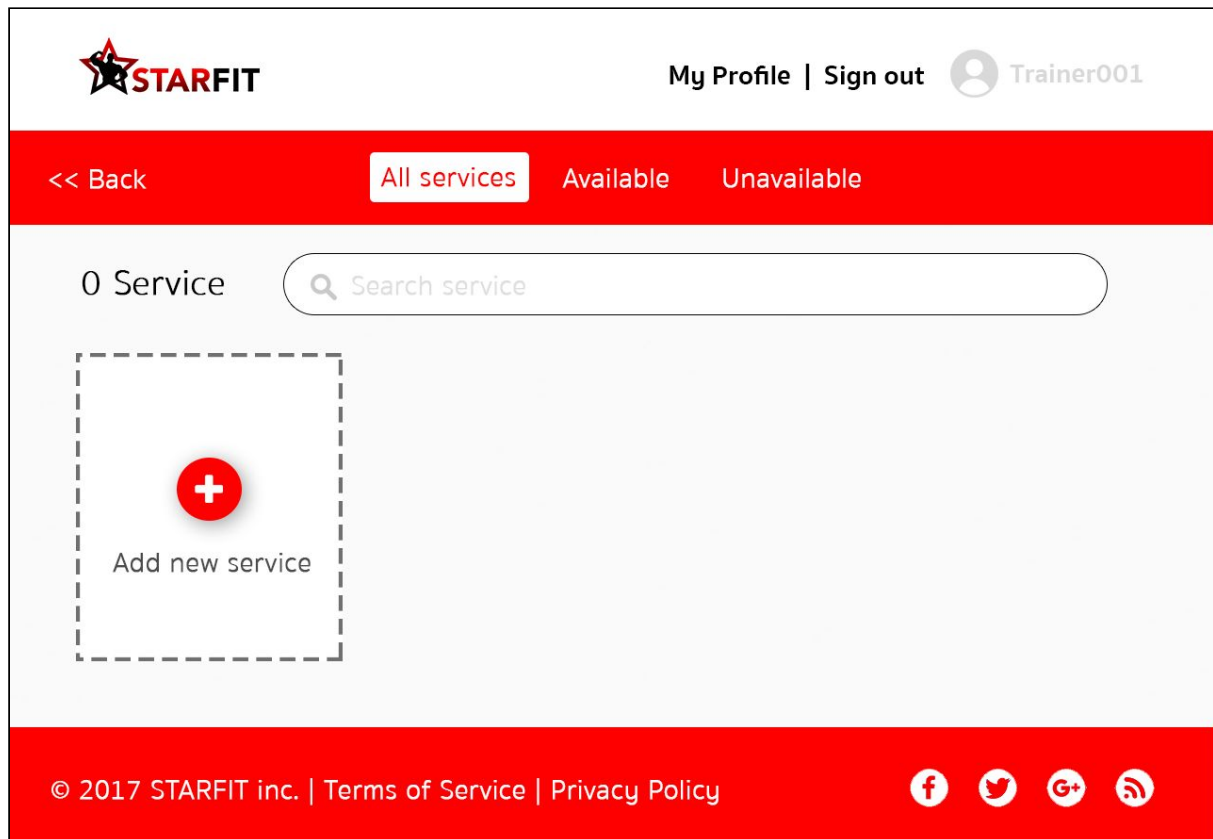 STARFIT
My Profile | Sign out Trainer001
<< Back All services Available Unavailable
0 Service Search service
Add new service
© 2017 STARFIT inc. | Terms of Service | Privacy Policy f G+